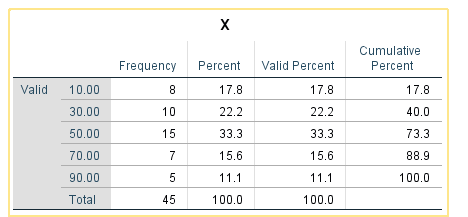 X
Frequency Percent Valid Percent Cumulative Percent
Valid 10.00 8 17.8 17.8 17.8
30.00 10 22.2 22.2 40.0
50.00 15 33.3 33.3 73.3
70.00 7 15.6 15.6 88.9
90.00 5 11.1 11.1 100.0
Total 45 100.0 100.0